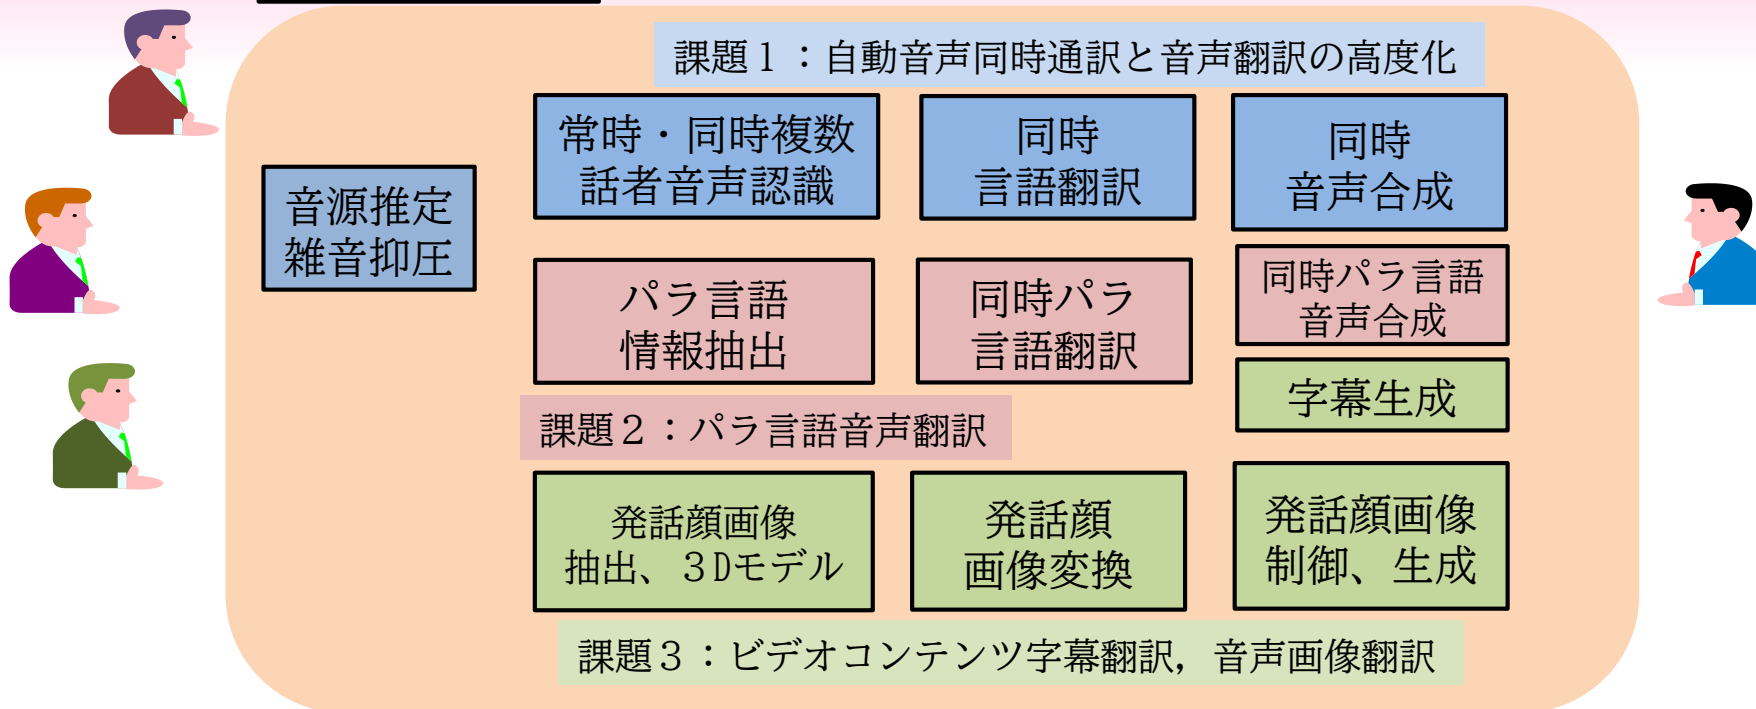 課題１：自動音声同時通訳と音声翻訳の高度化
常時・同時複数
話者音声認識
同時
言語翻訳
同時
音声合成
音源推定
雑音抑圧
パラ言語
情報抽出
同時パラ
言語翻訳
同時パラ言語
音声合成
字幕生成
課題２：パラ言語音声翻訳
発話顔画像
抽出、３Dモデル
発話顔
画像変換
発話顔画像
制御、生成
課題３：ビデオコンテンツ字幕翻訳，音声画像翻訳